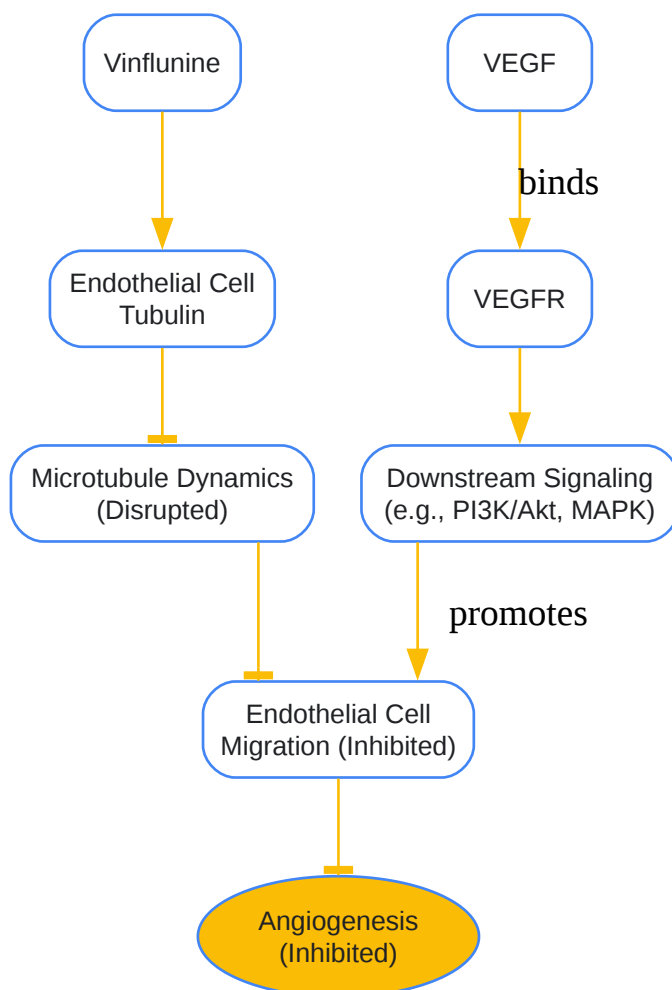 Vinflunine
VEGF
binds
Endothelial Cell
Tubulin
VEGFR
Microtubule Dynamics
(Disrupted)
Downstream Signaling
(e.g., PI3K/Akt, MAPK)
promotes
Endothelial Cell
Migration (Inhibited)
Angiogenesis
(Inhibited)